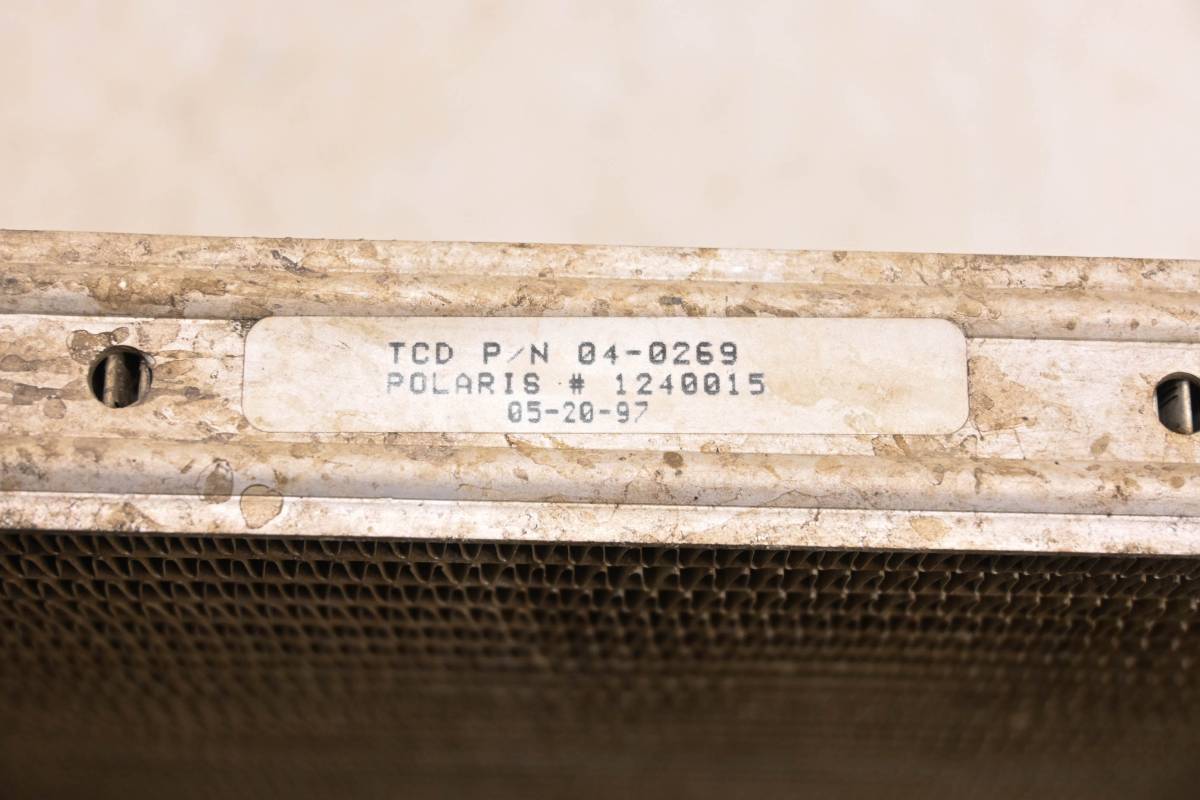 TCD P/N 04-0269
POLARIS # 1240015
05-20-97